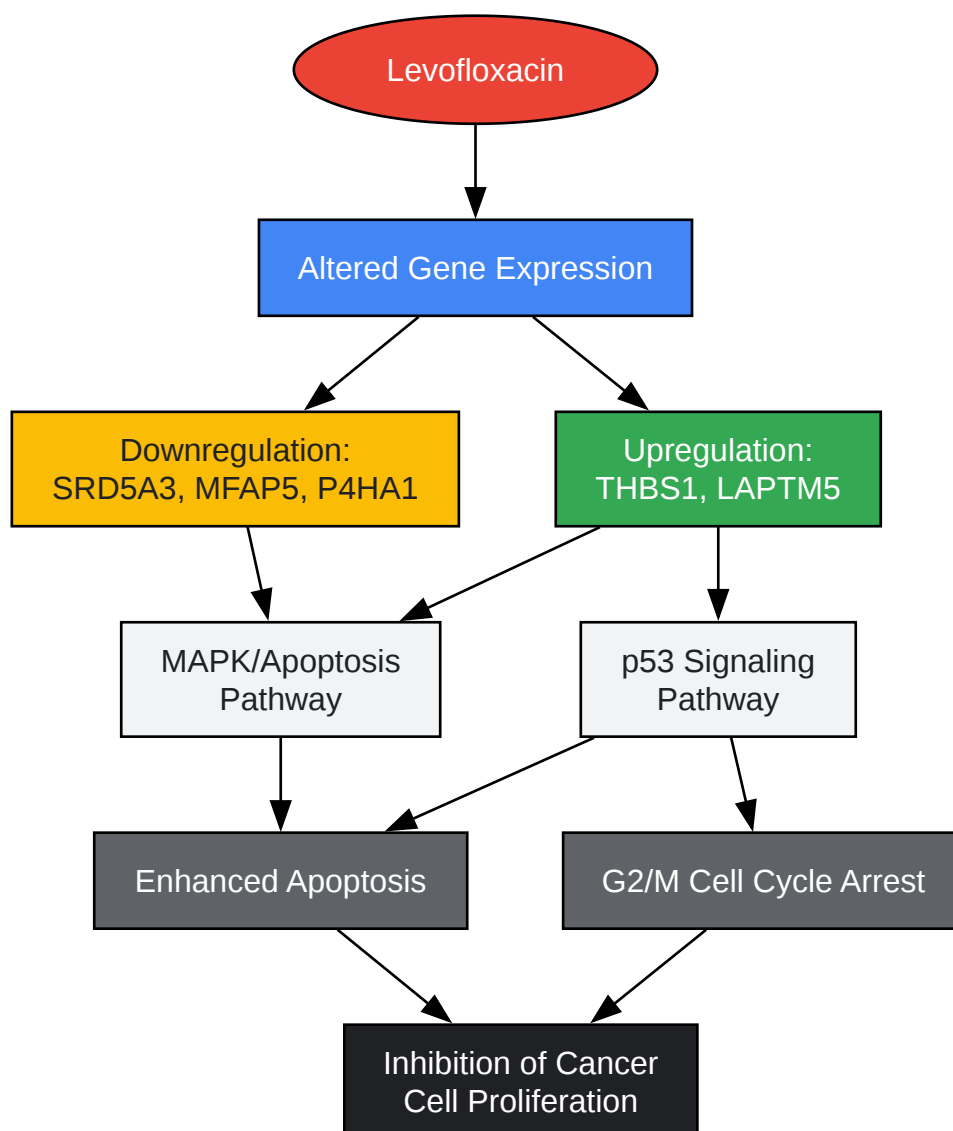 Levofloxacin
Altered Gene Expression
Downregulation:
SRD5A3, MFAP5, P4HA1
Upregulation:
THBS1, LAPTM5
MAPK/Apoptosis
Pathway
p53 Signaling
Pathway
Enhanced Apoptosis
G2/M Cell Cycle Arrest
Inhibition of Cancer
Cell Proliferation